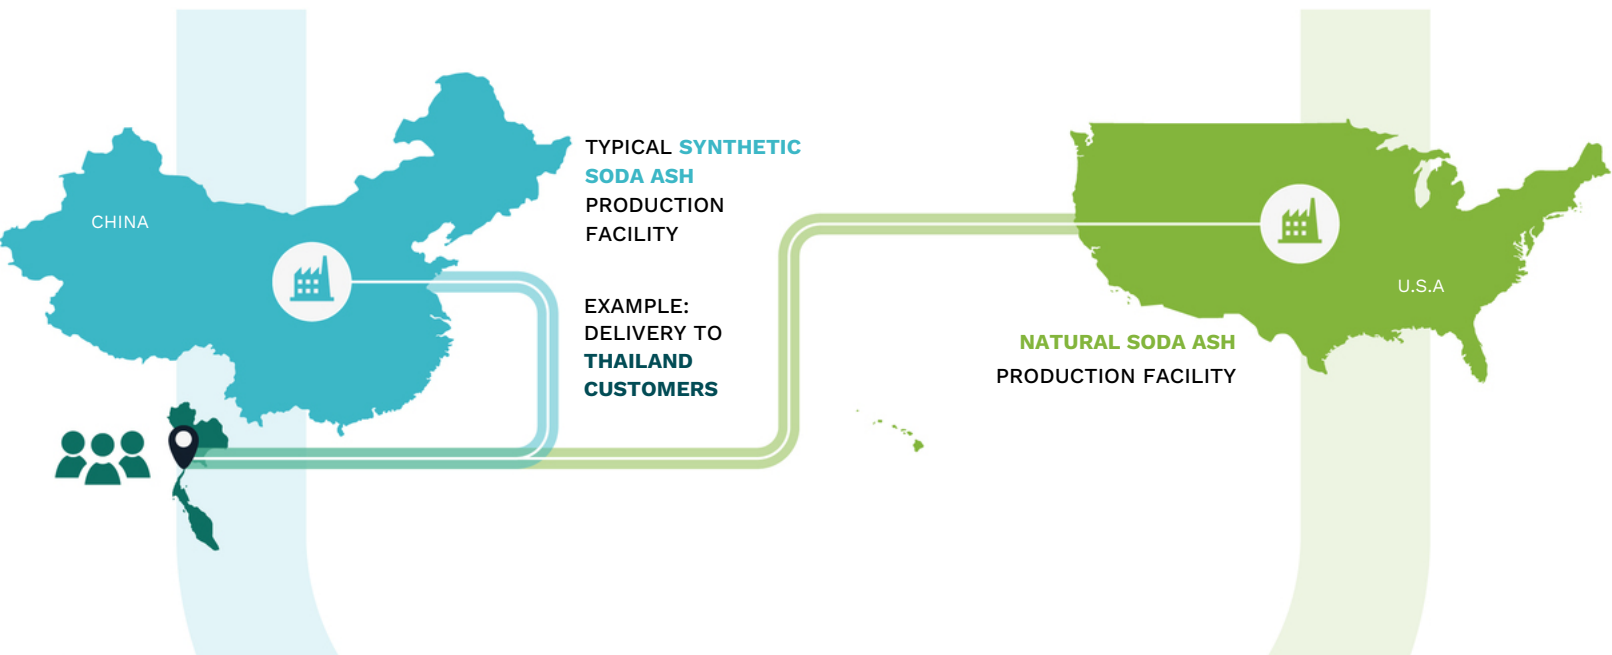 CHINA
TYPICAL SYNTHETIC
SODA ASH
PRODUCTION
FACILITY
EXAMPLE:
DELIVERY TO
THAILAND
CUSTOMERS
U.S.A
NATURAL SODA ASH
PRODUCTION FACILITY